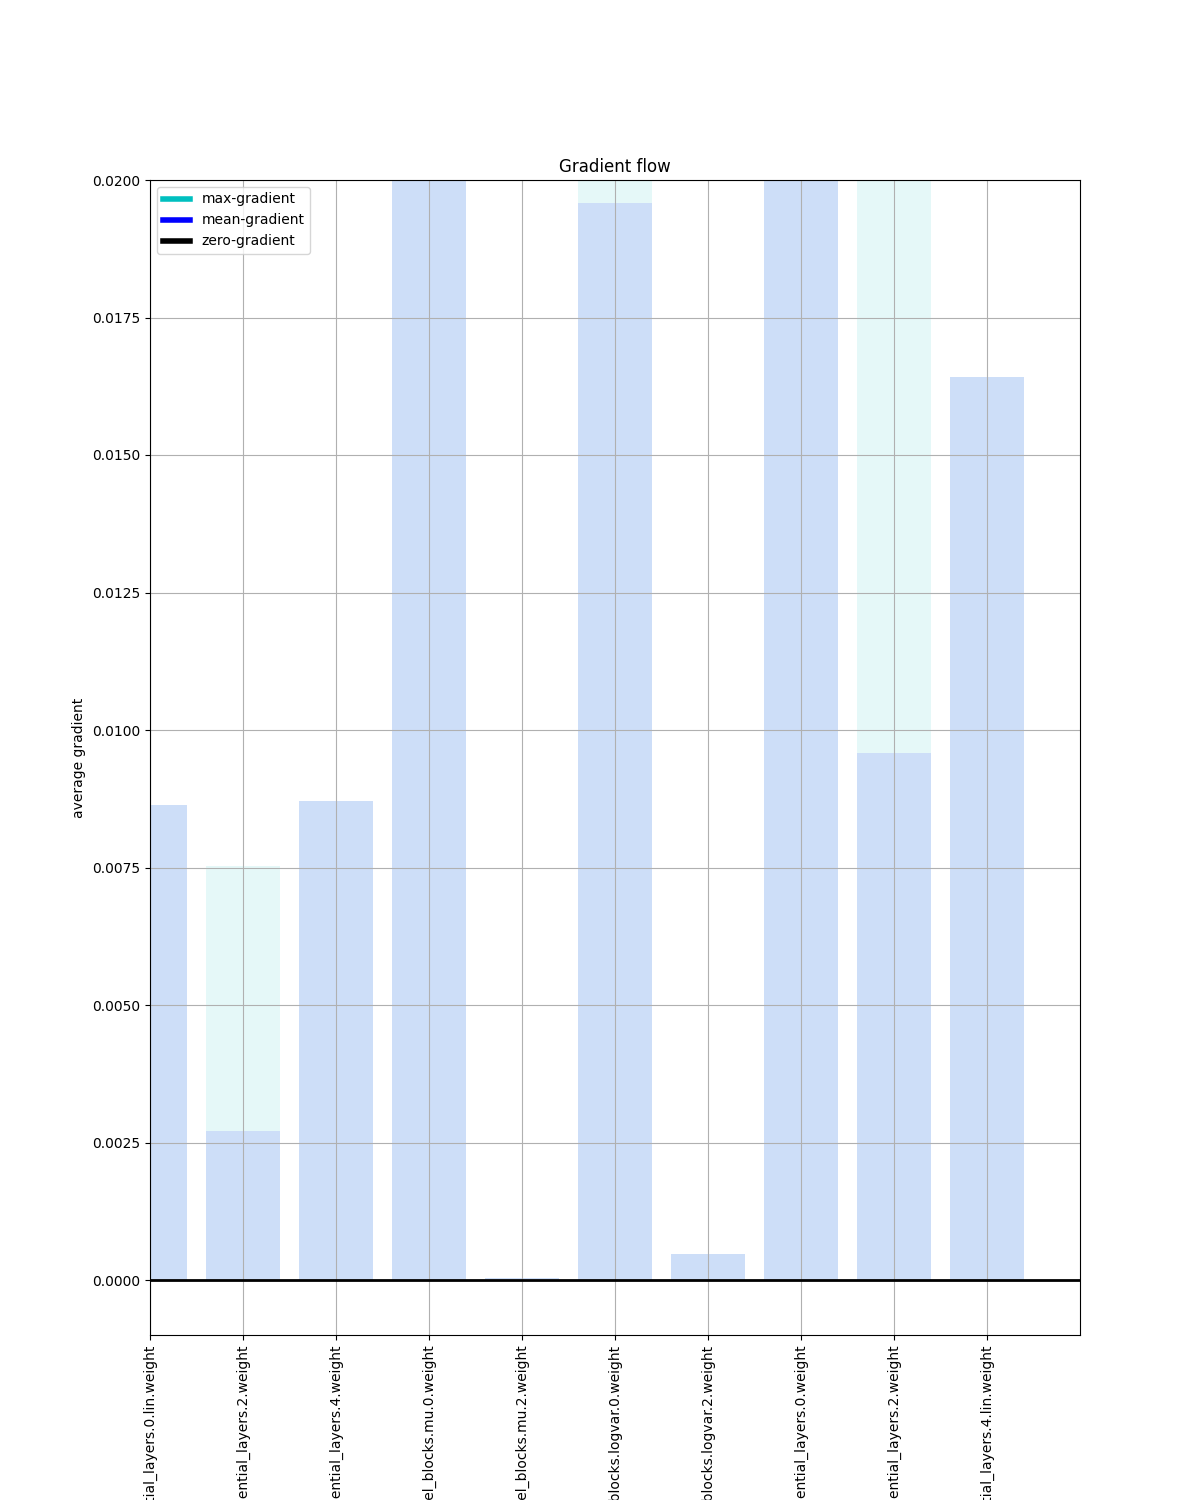 Gradient flow
max-gradient
mean-gradient
zero-gradient
0.0200
0.0175
0.0150
0.0125
0.0100
0.0075
0.0050
0.0025
0.0000
average gradient
tial_layers.0.lin.weight
ential_layers.2.weight
ential_layers.4.weight
el_blocks.mu.0.weight
el_blocks.mu.2.weight
blocks.logvar.0.weight
blocks.logvar.2.weight
ential_layers.0.weight
ential_layers.2.weight
tial_layers.4.lin.weight